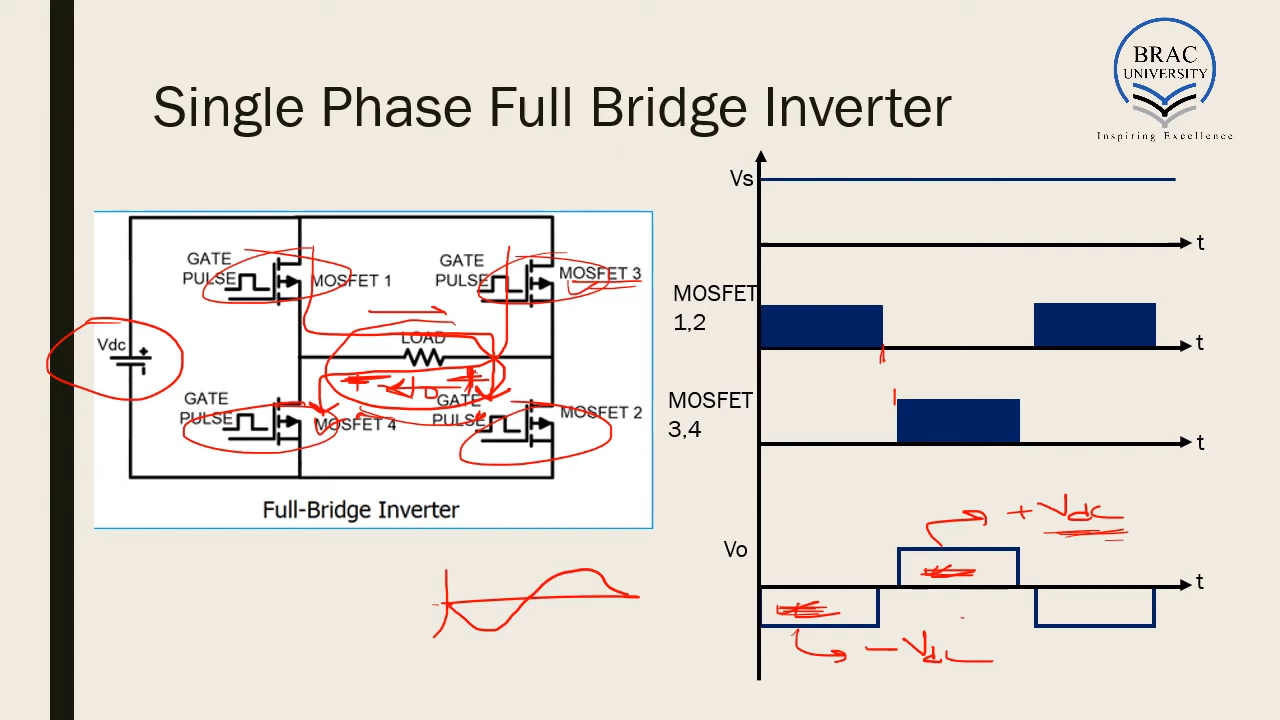 Single Phase Full Bridge Inverter
BRAC
UNIVERSITY
Inspiring Excellence
GATE
PULSE
MOSFET 1
GATE
PULSE
MOSFET 3
Vdc
+
LOAD
GATE
PULSE
MOSFET 4
GATE
PULSE
MOSFET 2
Full-Bridge Inverter
Vs
t
MOSFET
1,2
t
MOSFET
3,4
t
Vo
t
+ Vdc
- Vdc